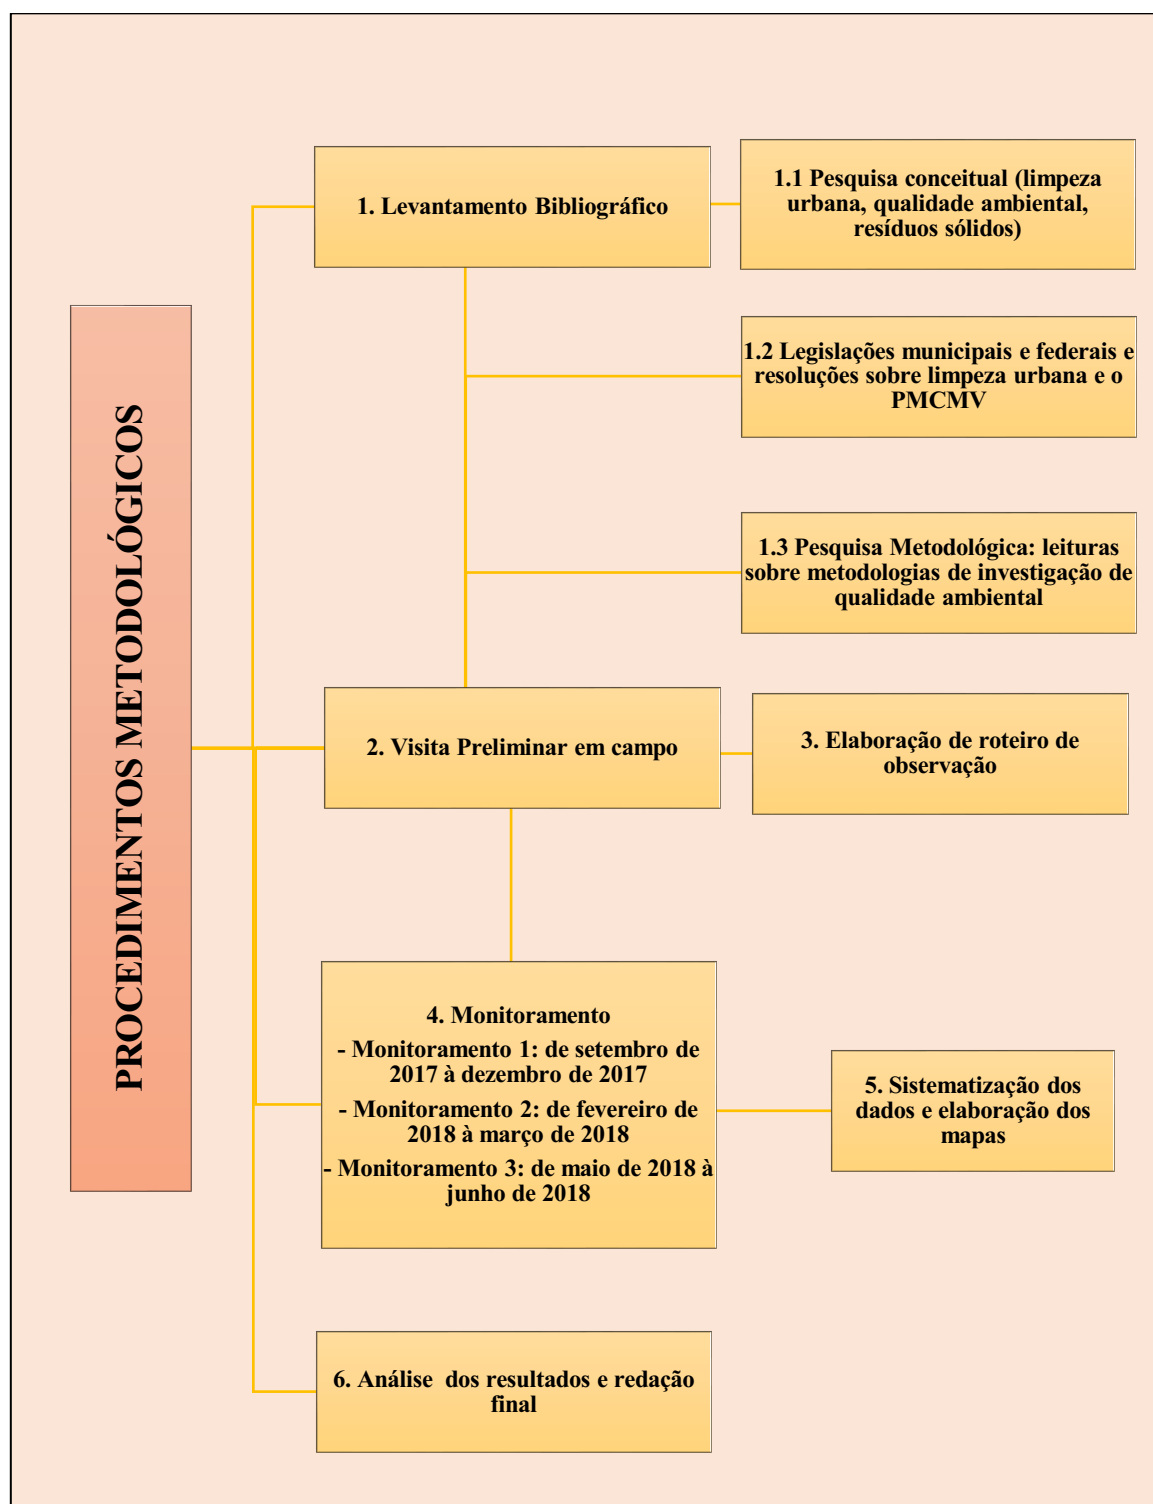 PROCEDIMENTOS METODOLÓGICOS
1. Levantamento Bibliográfico
1.1 Pesquisa conceitual (limpeza
urbana, qualidade ambiental,
resíduos sólidos)
1.2 Legislações municipais e federais e
resoluções sobre limpeza urbana e o
PMCMV
1.3 Pesquisa Metodológica: leituras
sobre metodologias de investigação de
qualidade ambiental
2. Visita Preliminar em campo
3. Elaboração de roteiro de
observação
4. Monitoramento
- Monitoramento 1: de setembro de
2017 à dezembro de 2017
- Monitoramento 2: de fevereiro de
2018 à março de 2018
- Monitoramento 3: de maio de 2018 à
junho de 2018
5. Sistematização dos
dados e elaboração dos
mapas
6. Análise dos resultados e redação
final